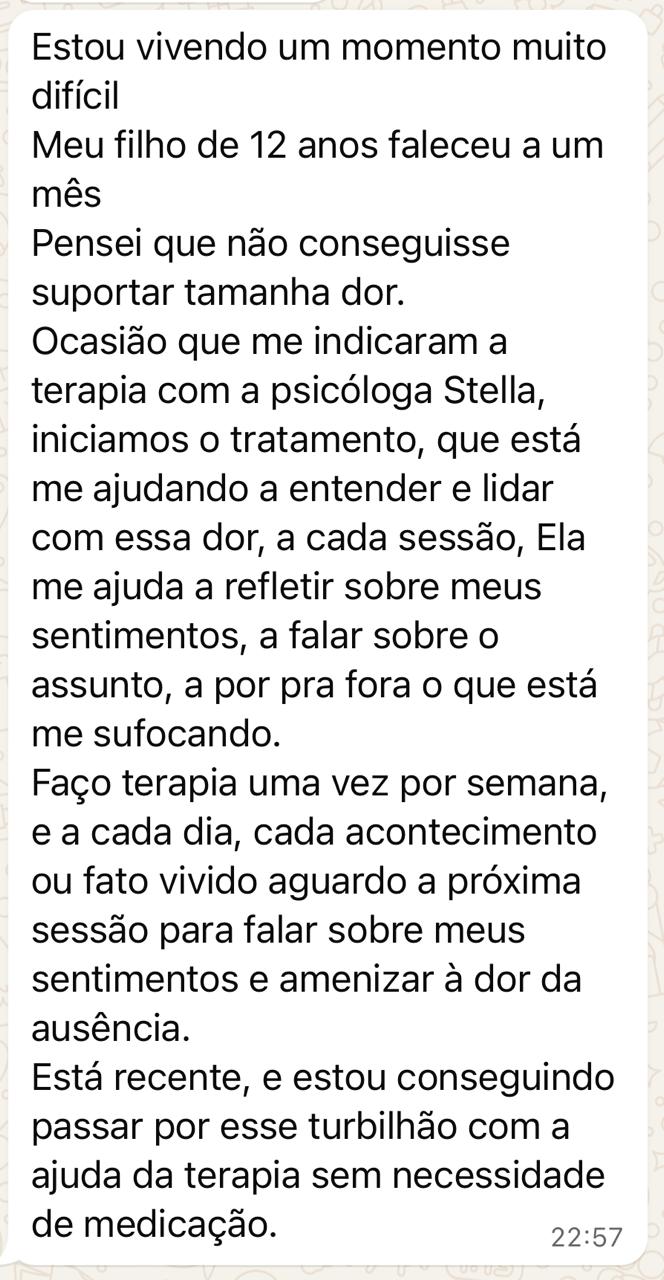 Estou vivendo um momento muito
difícil
Meu filho de 12 anos faleceu a um
mês
Pensei que não conseguisse
suportar tamanha dor.
Ocasião que me indicaram a
terapia com a psicóloga Stella,
iniciamos o tratamento, que está
me ajudando a entender e lidar
com essa dor, a cada sessão, Ela
me ajuda a refletir sobre meus
sentimentos, a falar sobre o
assunto, a por pra fora o que está
me sufocando.
Faço terapia uma vez por semana,
e a cada dia, cada acontecimento
ou fato vivido aguardo a próxima
sessão para falar sobre meus
sentimentos e amenizar à dor da
ausência.
Está recente, e estou conseguindo
passar por esse turbilhão com a
ajuda da terapia sem necessidade
de medicação.
22:57